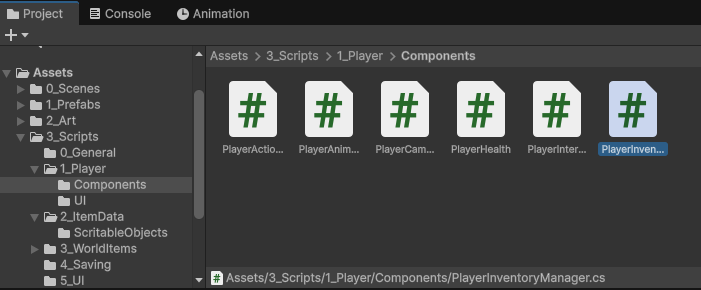 Project Console Animation
Assets > 3_Scripts > 1_Player > Components
Assets
0_Scenes
1_Prefabs
2_Art
3_Scripts
0_General
1_Player
Components
UI
2_ItemData
ScritableObjects
3_WorldItems
4_Saving
5_UI
# # # # # #
PlayerActio... PlayerAnim... PlayerCam... PlayerHealth PlayerInter... PlayerInven...
# Assets/3_Scripts/1_Player/Components/PlayerInventoryManager.cs